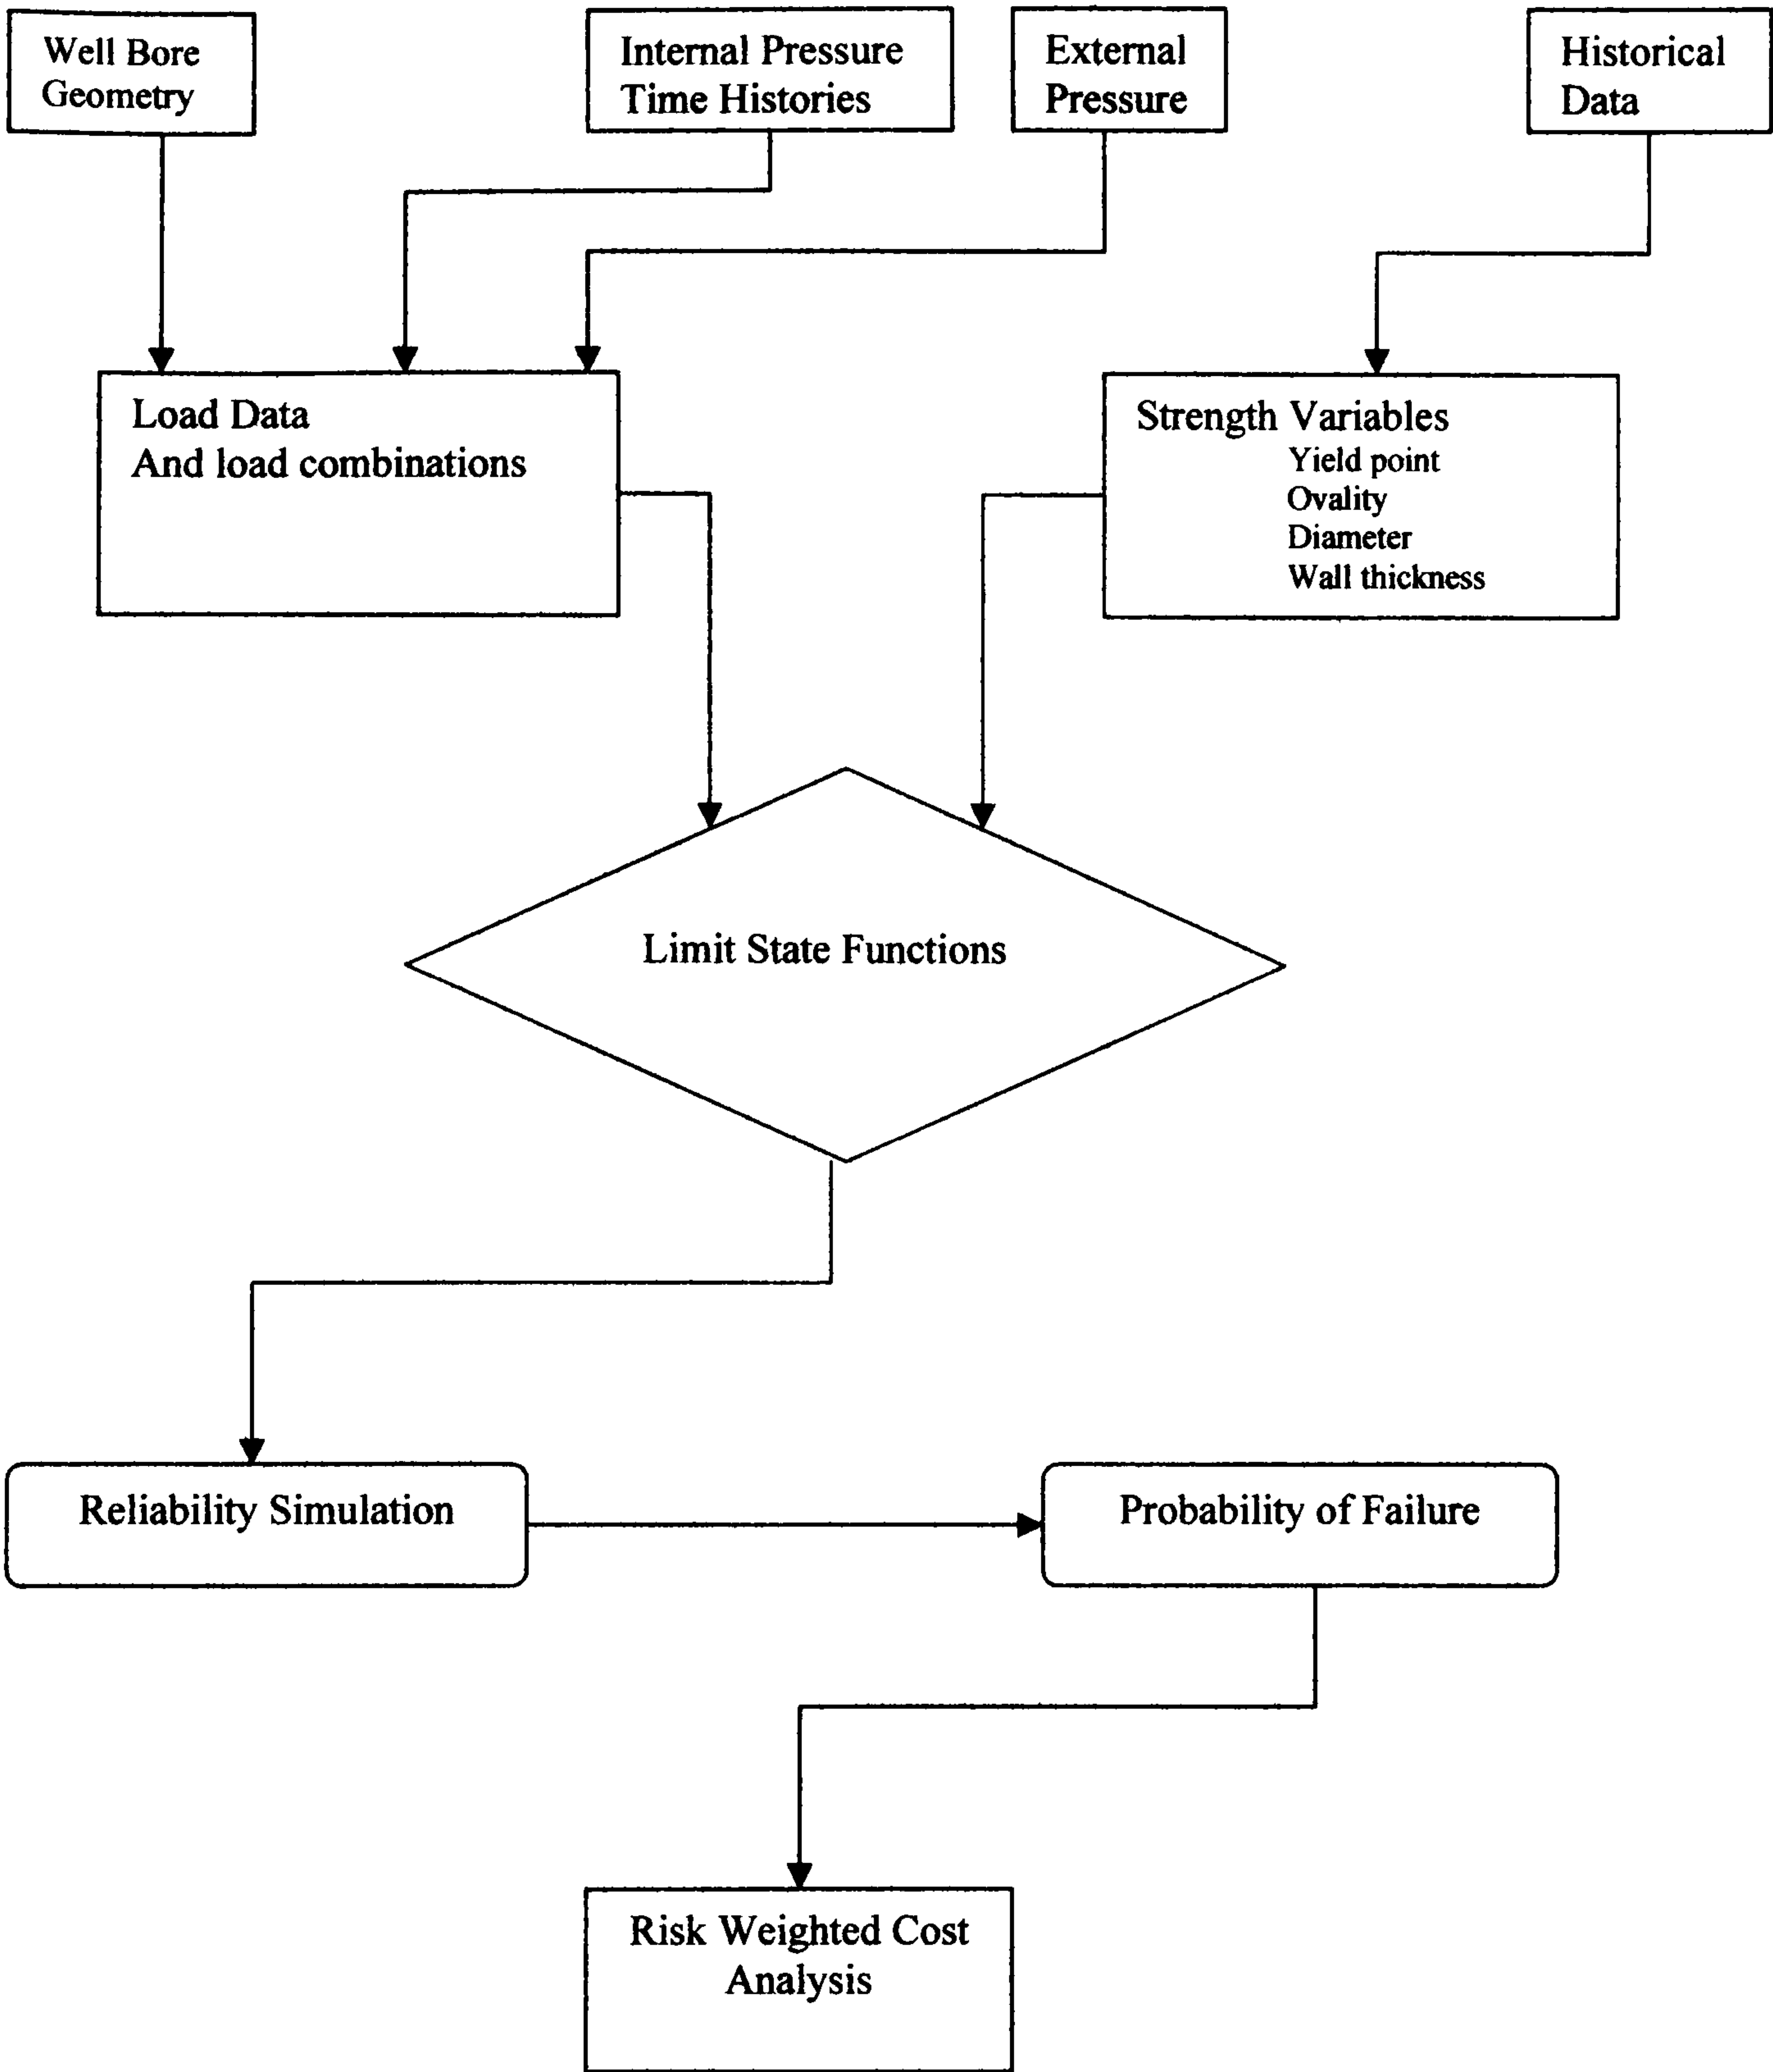 Well Bore
Geometry
Internal Pressure
Time Histories
External
Pressure
Historical
Data
Load Data
And load combinations
Strength Variables
Yield point
Ovality
Diameter
Wall thickness
Limit State Functions
Reliability Simulation
Probability of Failure
Risk Weighted Cost
Analysis